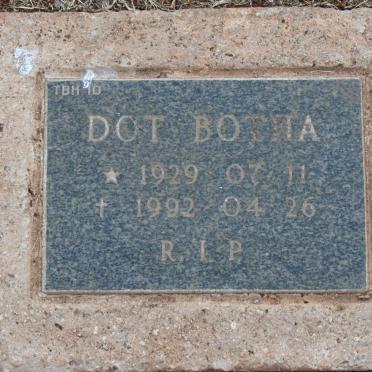 TBH 10
DOT BOTHA
★ 1929 07 11
† 1992 04 26
R.I.P